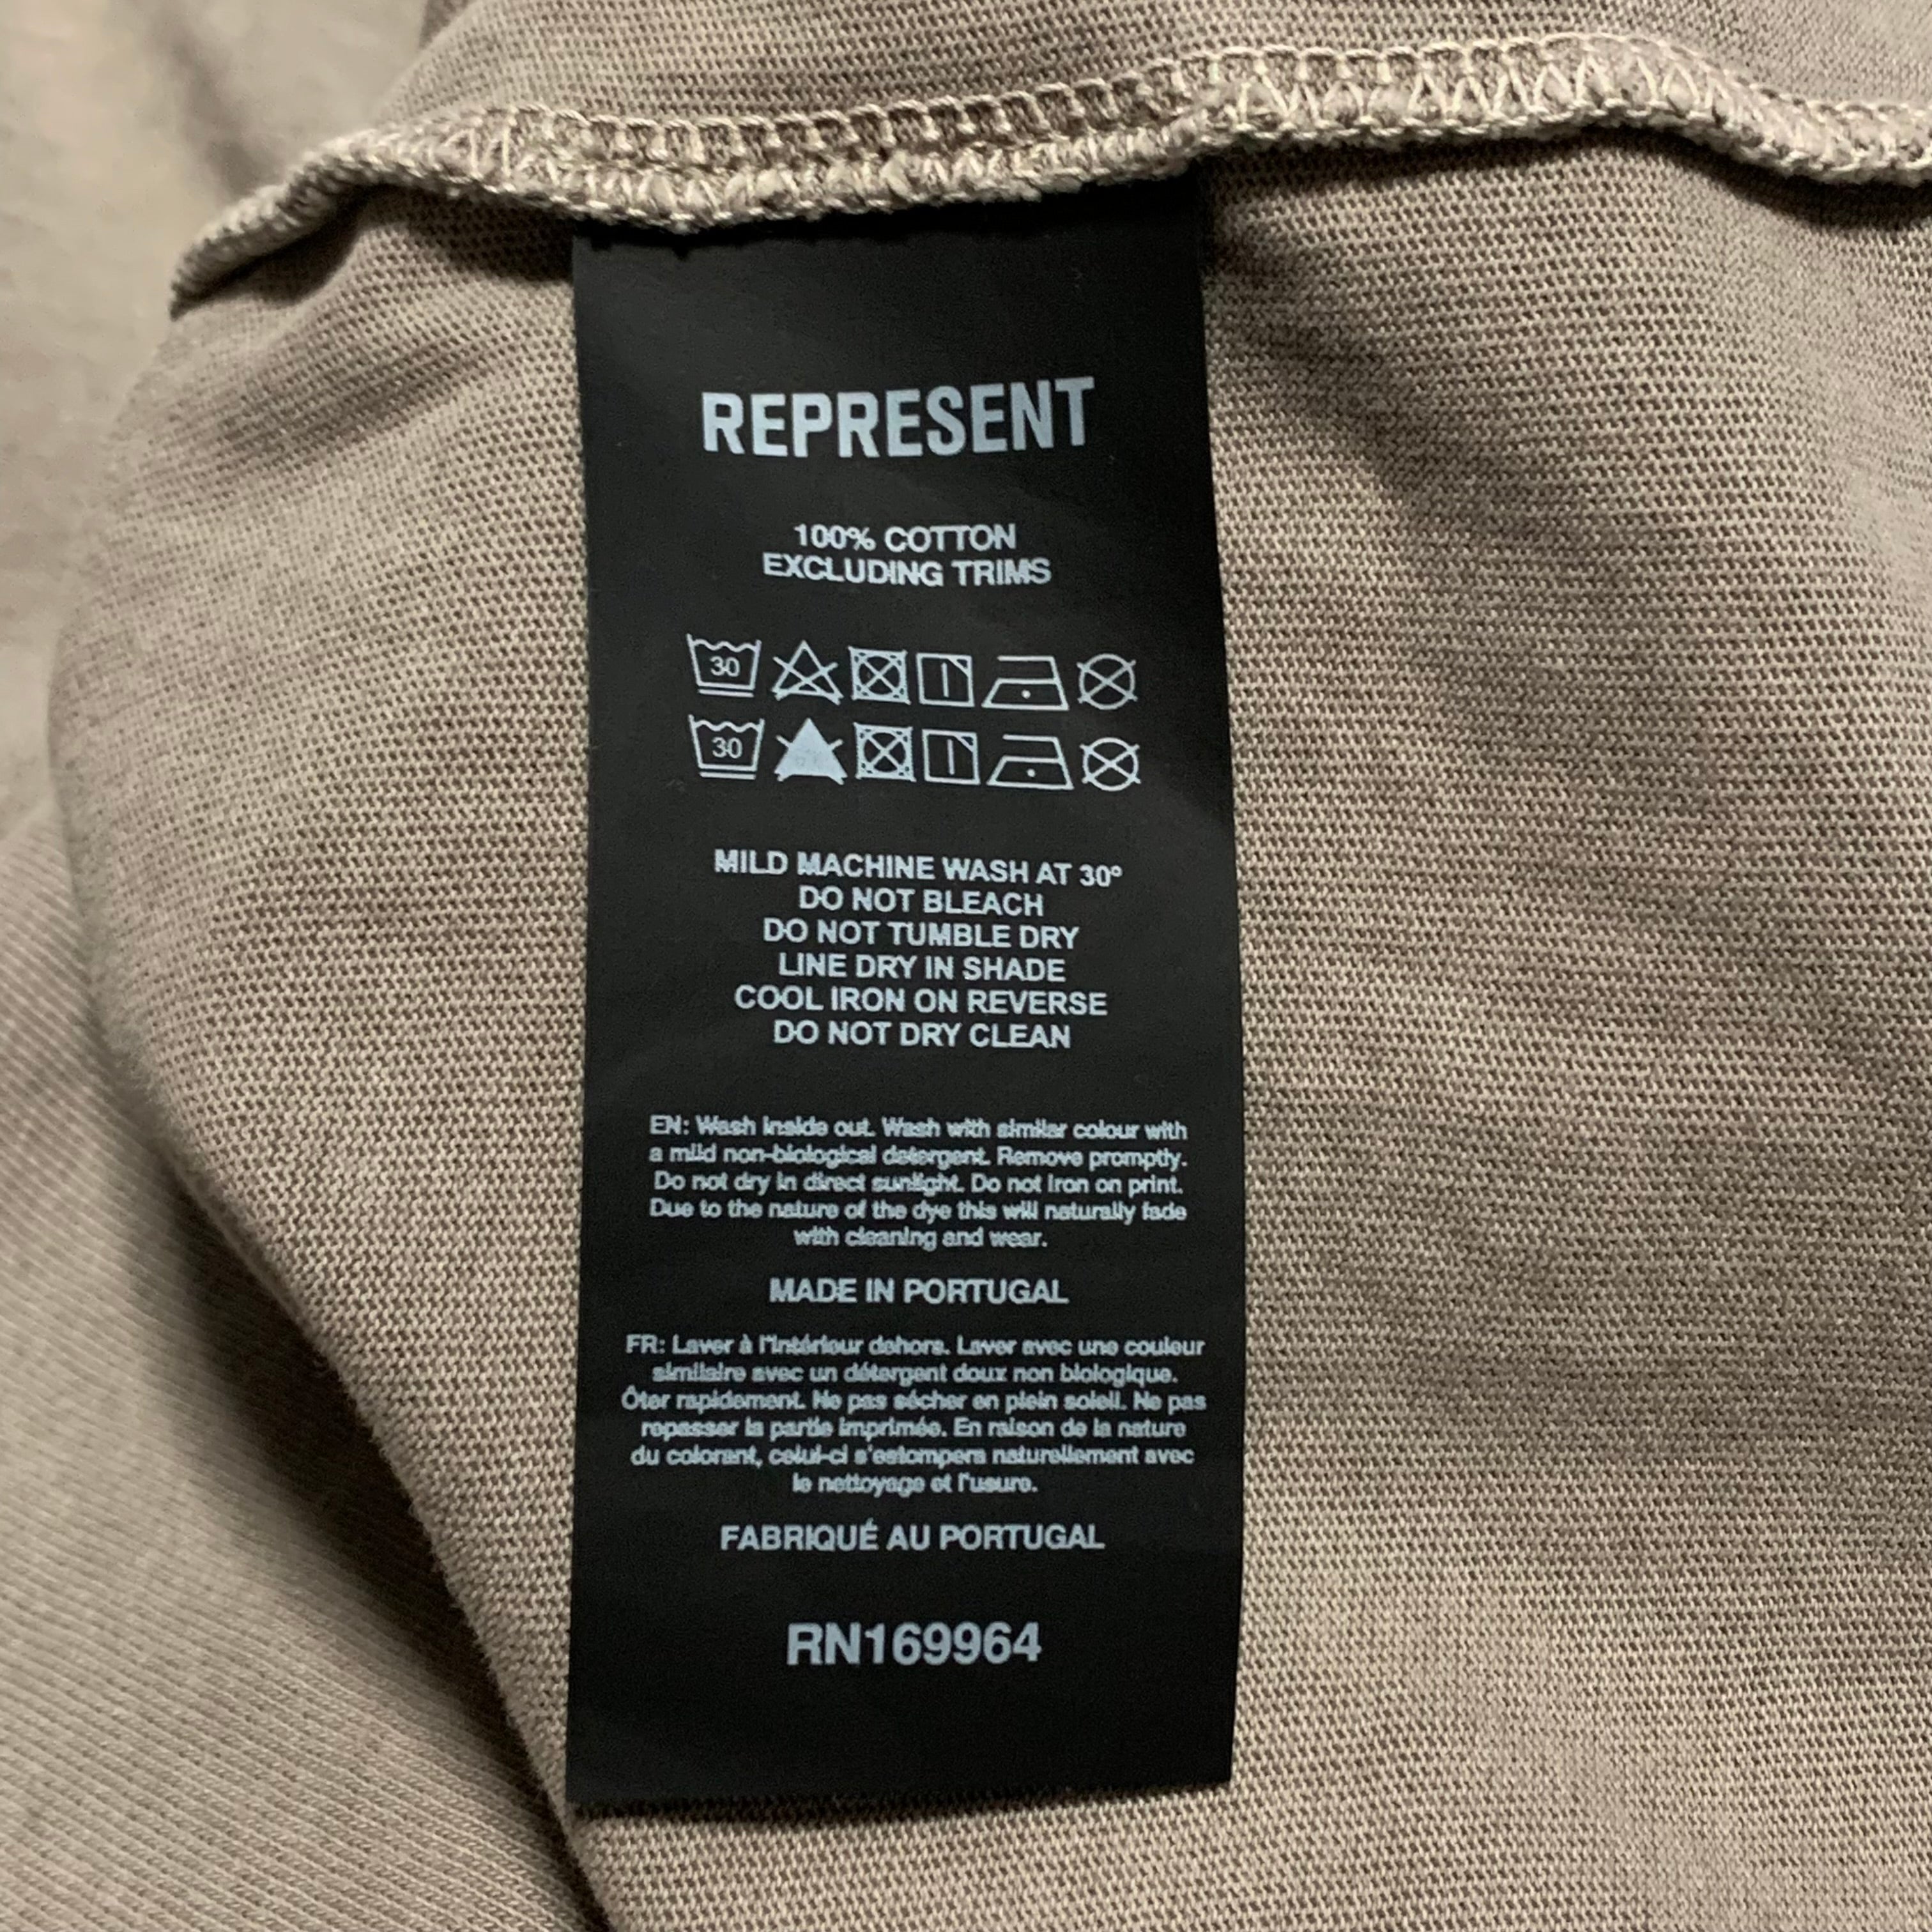 REPRESENT
100% COTTON
EXCLUDING TRIMS
30
30
MILD MACHINE WASH AT 30°
DO NOT BLEACH
DO NOT TUMBLE DRY
LINE DRY IN SHADE
COOL IRON ON REVERSE
DO NOT DRY CLEAN
EN: Wash inside out. Wash with similar colour with
a mild non-biological detergent. Remove promptly.
Do not dry in direct sunlight. Do not iron on print.
Due to the nature of the dye this will naturally fade
with cleaning and wear.
MADE IN PORTUGAL
FR: Laver à l'intérieur dehors. Laver avec une couleur
similaire avec un détergent doux non biologique.
Ôter rapidement. Ne pas sécher en plein soleil. Ne pas
repasser la partie imprimée. En raison de la nature
du colorant, celui-ci s'estompera naturellement avec
le nettoyage et l'usure.
FABRIQUÉ AU PORTUGAL
RN169964